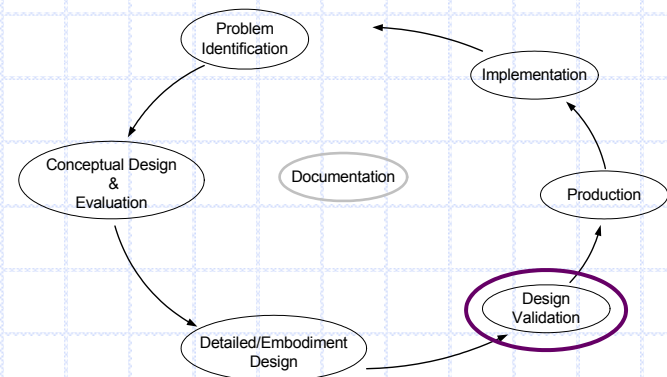 Problem
Identification
Implementation
Conceptual Design
&
Evaluation
Documentation
Production
Design
Validation
Detailed/Embodiment
Design